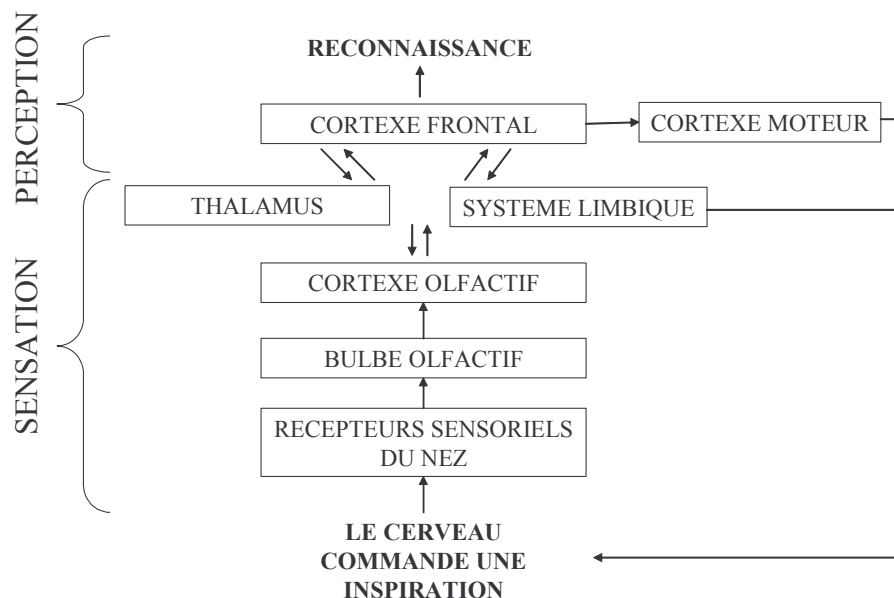 PERCEPTION
RECONNAISSANCE
CORTEXE FRONTAL
CORTEXE MOTEUR
SENSATION
THALAMUS
SYSTEME LIMBIQUE
CORTEXE OLFACTIF
BULBE OLFACTIF
RECEPTEURS SENSORIELS
DU NEZ
LE CERVEAU
COMMANDE UNE
INSPIRATION